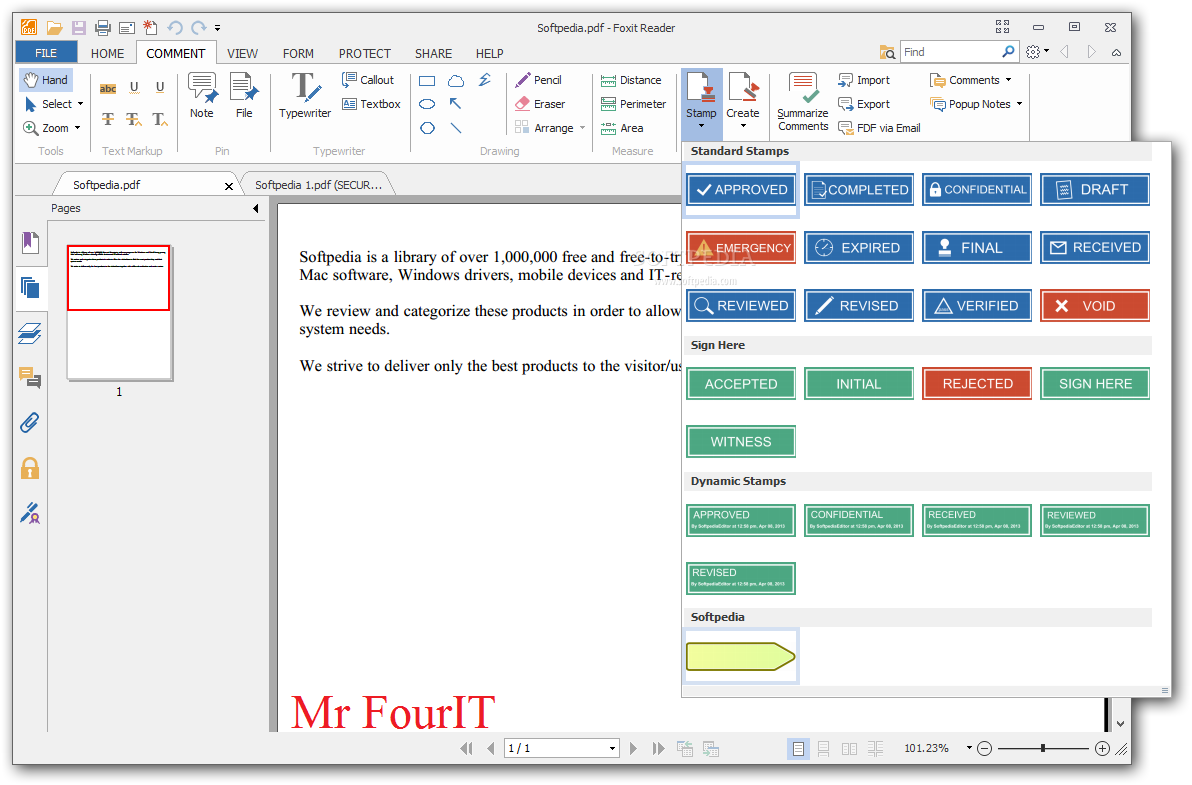 Softpedia.pdf - Foxit Reader
FILE HOME COMMENT VIEW FORM PROTECT SHARE HELP Find
Hand
Select
Zoom
Tools
abc U U
T T T
Text Markup
Note File
Pin
Typewriter
Callout
Textbox
Typewriter
Pencil
Eraser
Arrange
Drawing
Distance
Perimeter
Area
Measure
Stamp Create
Summarize
Comments
Import
Export
FDF via Email
Comments
Popup Notes
Softpedia.pdf Softpedia 1.pdf (SECUR...
Pages
1
Softpedia is a library of over 1,000,000 free and free-to-tr
Mac software, Windows drivers, mobile devices and IT-re
We review and categorize these products in order to allow
system needs.
We strive to deliver only the best products to the visitor/us
Mr FourIT
Standard Stamps
APPROVED COMPLETED CONFIDENTIAL DRAFT
EMERGENCY EXPIRED FINAL RECEIVED
SOFTPEDIA
www.softpedia.com
REVIEWED REVISED VERIFIED VOID
Sign Here
ACCEPTED INITIAL REJECTED SIGN HERE
WITNESS
Dynamic Stamps
APPROVED CONFIDENTIAL RECEIVED REVIEWED
By SoftpediaEditor at 12:58 pm, Apr 08, 2013 By SoftpediaEditor at 12:58 pm, Apr 08, 2013 By SoftpediaEditor at 12:58 pm, Apr 08, 2013 By SoftpediaEditor at 12:58 pm, Apr 08, 2013
REVISED
By SoftpediaEditor at 12:58 pm, Apr 08, 2013
Softpedia
1 / 1 101.23%